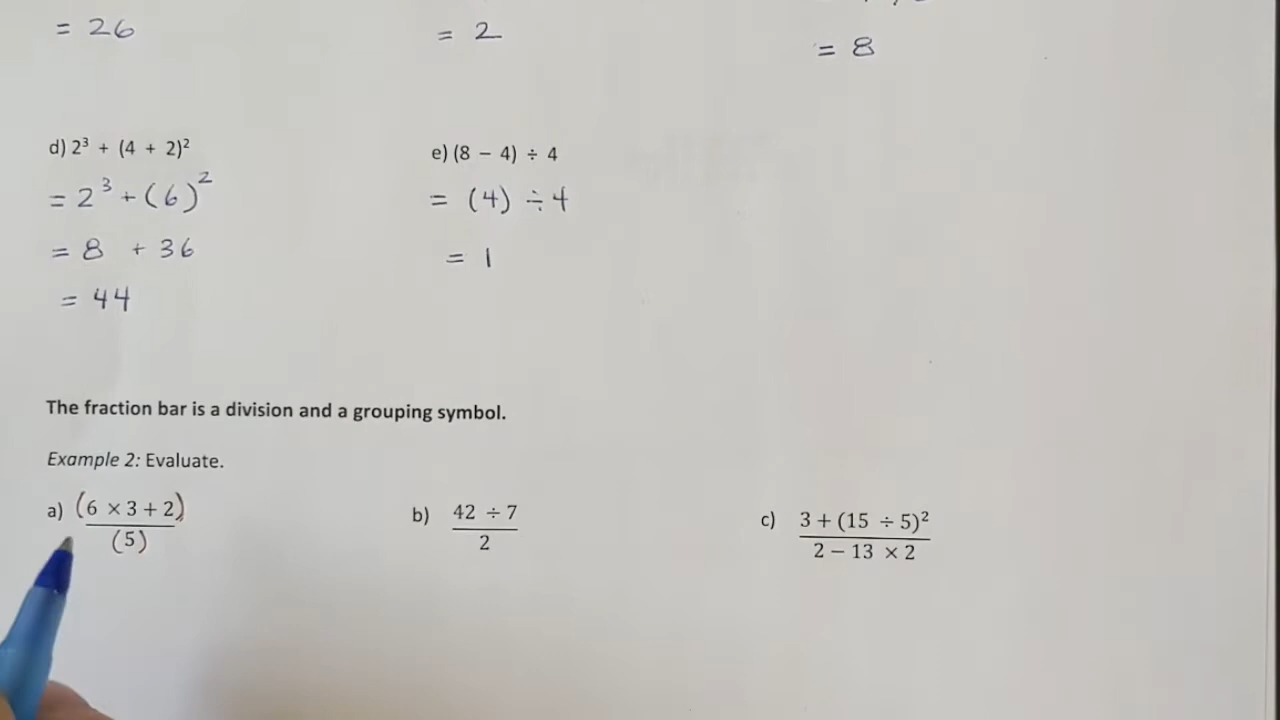 = 26
= 2
= 8
d) 2³ + (4 + 2)²
= 2³ + (6)²
= 8 + 36
= 44
e) (8 − 4) ÷ 4
= (4) ÷ 4
= 1
The fraction bar is a division and a grouping symbol.
Example 2: Evaluate.
a) (6 × 3 + 2)
(5)
b) 42 ÷ 7
2
c) 3 + (15 ÷ 5)²
2 − 13 × 2